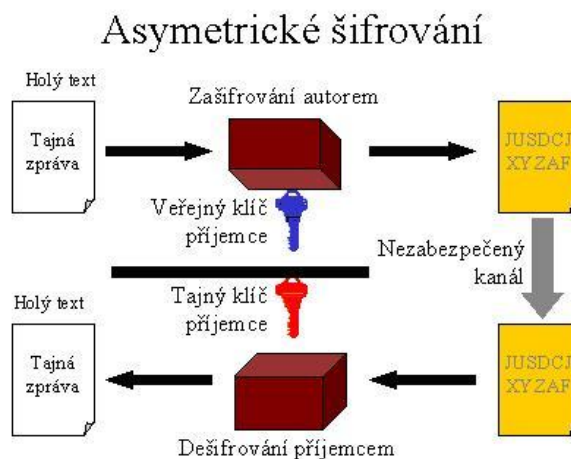 Asymetrické šifrování
Holý text
Zašifrování autorem
Tajná
zpráva
JUSDCJ
XYZAF
Veřejný klíč
příjemce
Nezabezpečený
kanál
Tajný klíč
příjemce
Holý text
Tajná
zpráva
JUSDCJ
XYZAF
Dešifrování příjemcem